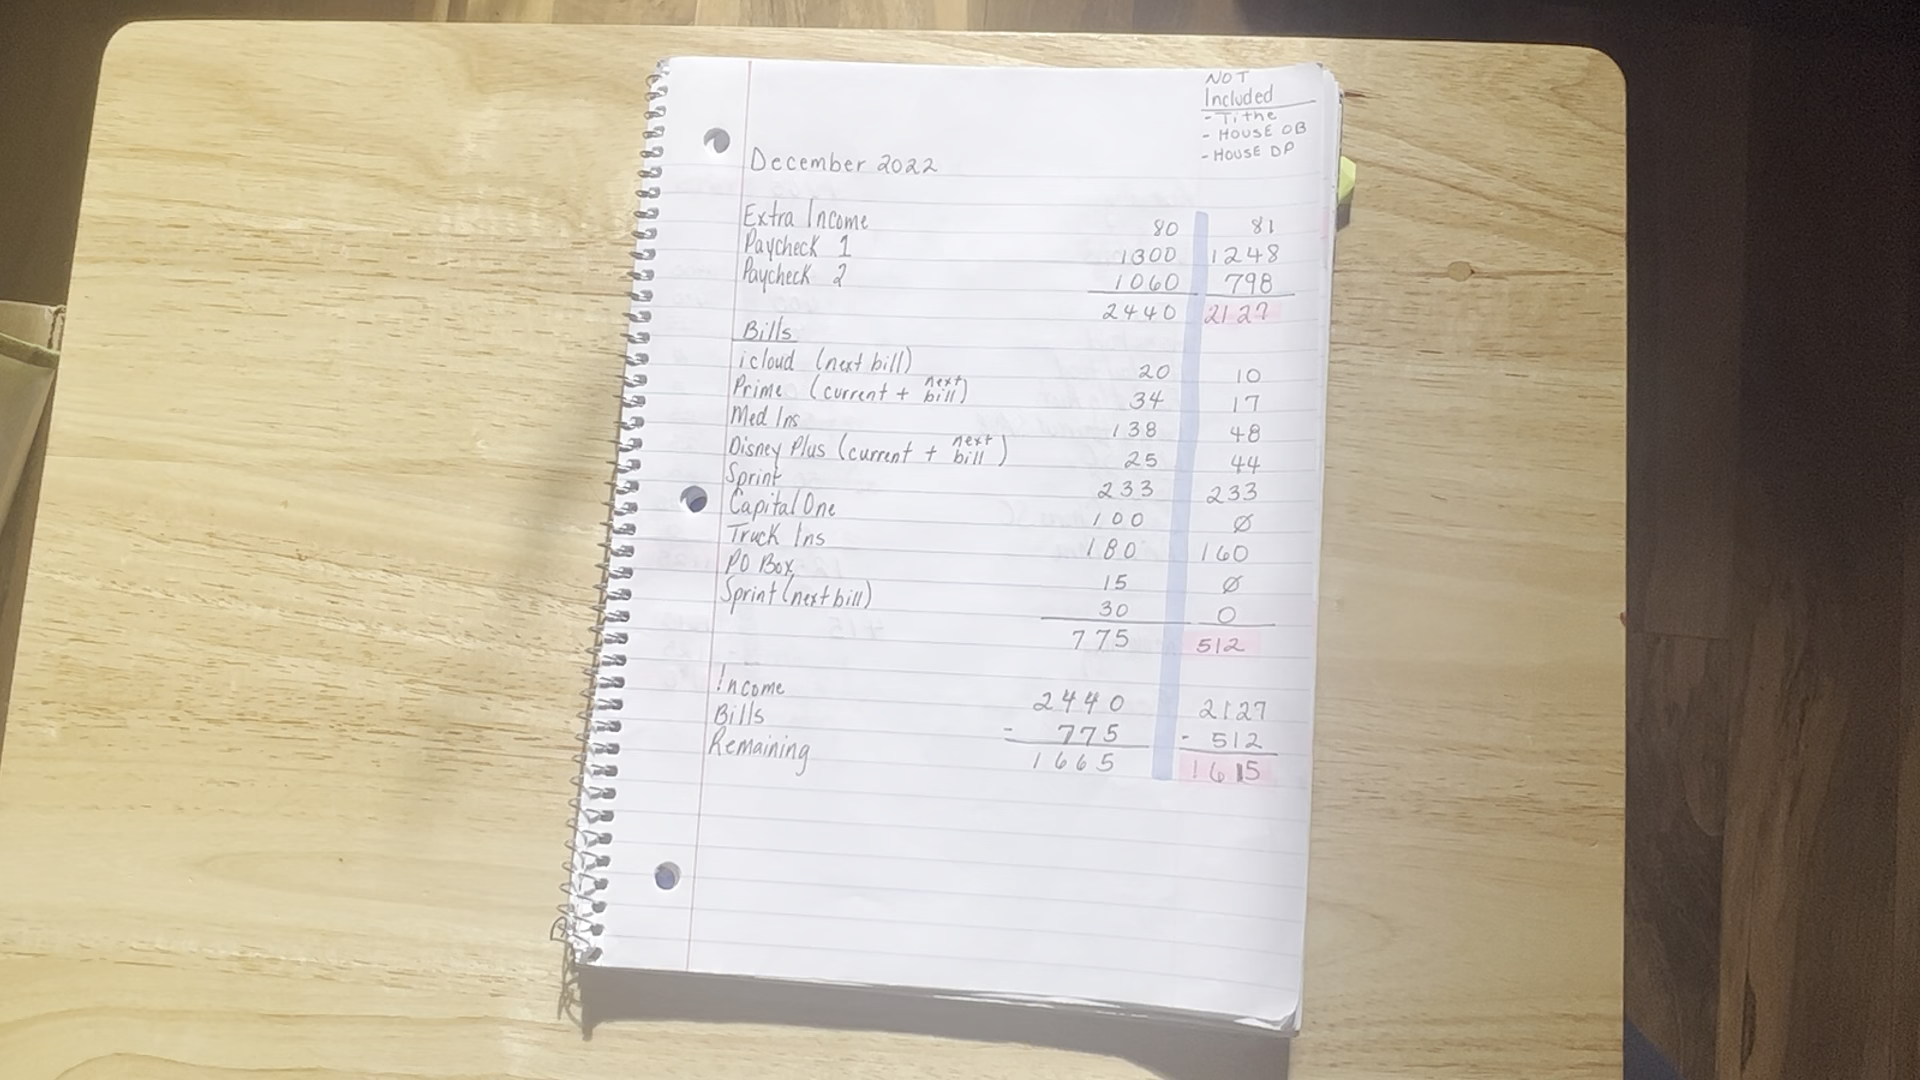 NOT
Included
- Tithe
- HOUSE OB
- HOUSE DP
December 2022
Extra Income 80 81
Paycheck 1 1300 1248
Paycheck 2 1060 798
2440 2127
Bills
icloud (next bill) 20 10
Prime (current + next bill) 34 17
Med Ins 138 48
Disney Plus (current + next bill) 25 44
Sprint 233 233
Capital One 100 Ø
Truck Ins 180 160
PO Box 15 Ø
Sprint (next bill) 30 0
775 512
Income 2440 2127
Bills - 775 - 512
Remaining 1665 1615